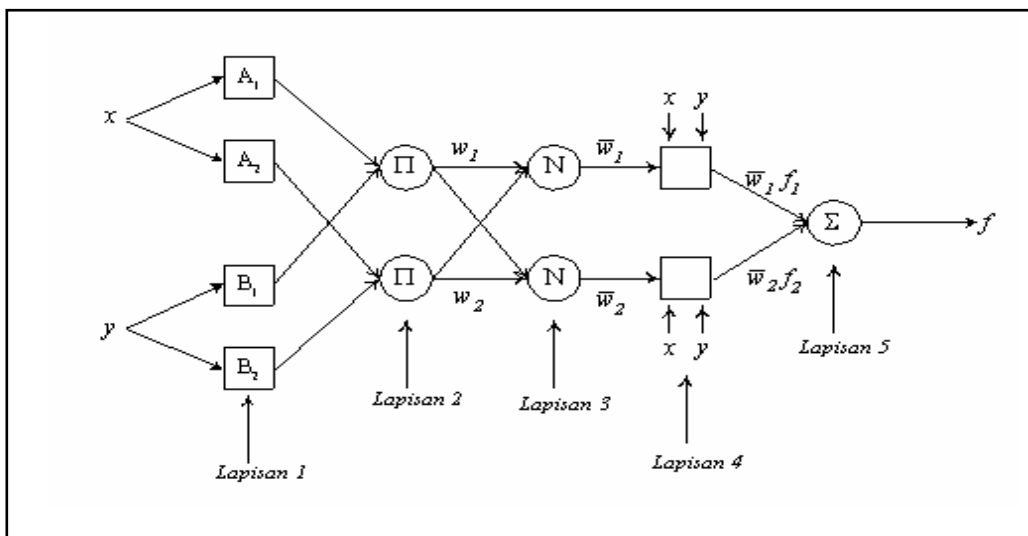 A₁
x
A₂
B₁
y
B₂
Lapisan 1
Π
Π
Lapisan 2
w₁
w₂
N
N
Lapisan 3
w̅₁
w̅₂
x y
x y
Lapisan 4
w̅₁ f₁
w̅₂ f₂
Σ
Lapisan 5
f